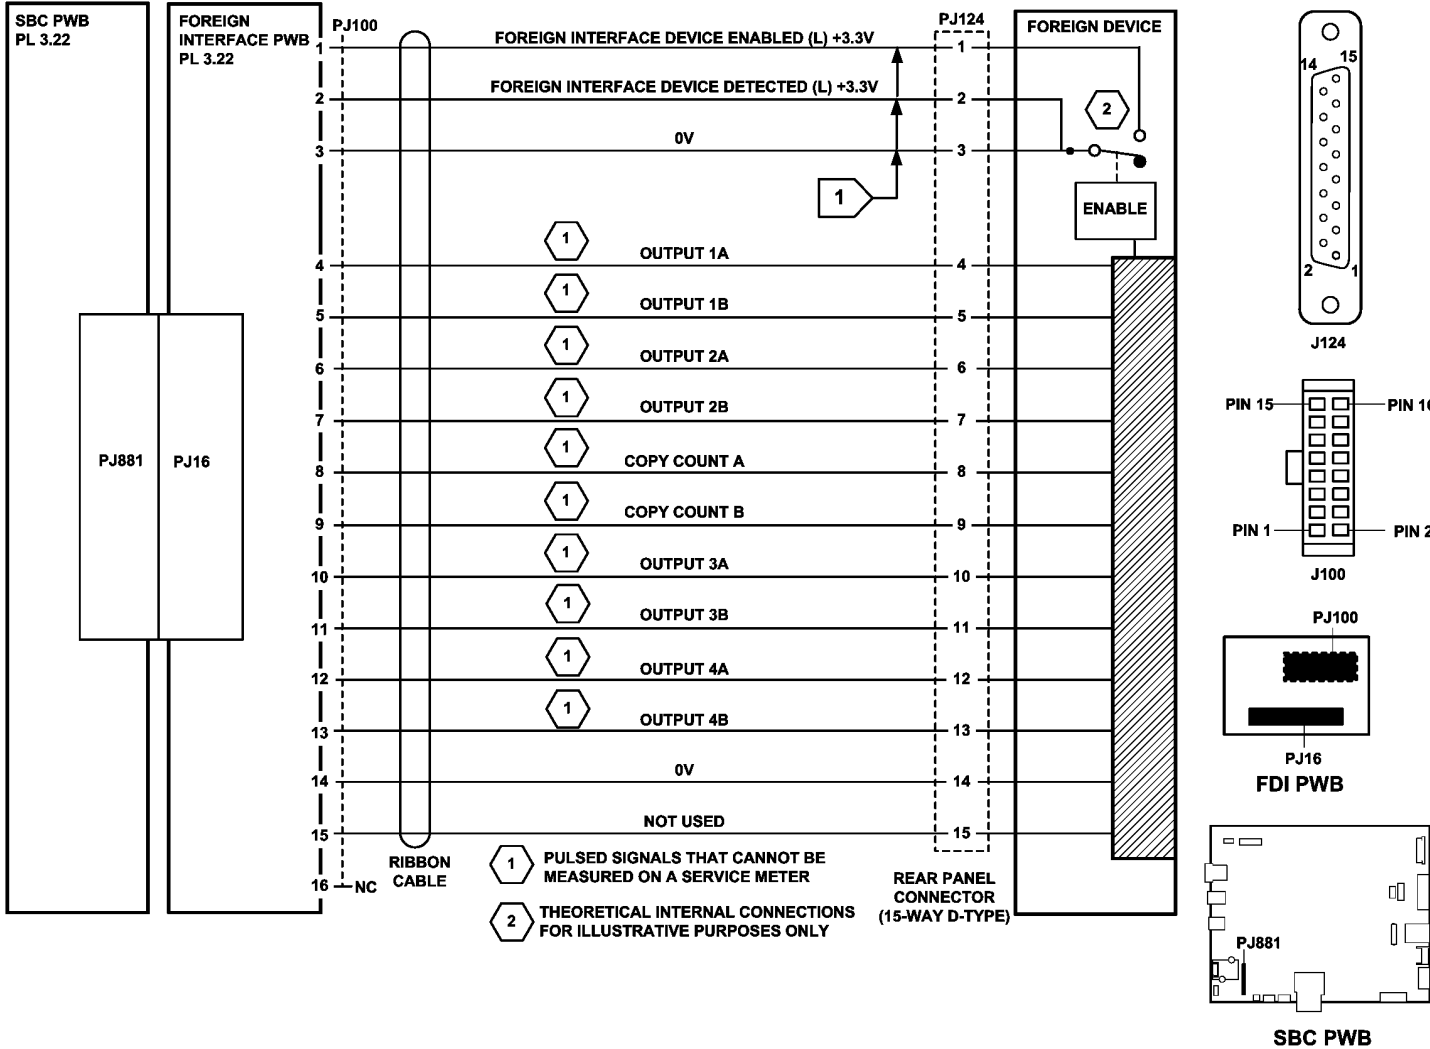 SBC PWB
PL 3.22
FOREIGN
INTERFACE PWB
PL 3.22
PJ100
PJ124
FOREIGN DEVICE
1 FOREIGN INTERFACE DEVICE ENABLED (L) +3.3V 1
2 FOREIGN INTERFACE DEVICE DETECTED (L) +3.3V 2
2
3 0V 3
1
ENABLE
1
4 OUTPUT 1A 4
1
5 OUTPUT 1B 5
1
6 OUTPUT 2A 6
1
7 OUTPUT 2B 7
PJ881 PJ16
1
8 COPY COUNT A 8
1
9 COPY COUNT B 9
1
10 OUTPUT 3A 10
1
11 OUTPUT 3B 11
1
12 OUTPUT 4A 12
1
13 OUTPUT 4B 13
14 0V 14
15 NOT USED 15
16 NC
RIBBON
CABLE
1 PULSED SIGNALS THAT CANNOT BE
MEASURED ON A SERVICE METER
2 THEORETICAL INTERNAL CONNECTIONS
FOR ILLUSTRATIVE PURPOSES ONLY
REAR PANEL
CONNECTOR
(15-WAY D-TYPE)
14 15
2 1
J124
PIN 15 PIN 16
PIN 1 PIN 2
J100
PJ100
PJ16
FDI PWB
PJ881
SBC PWB